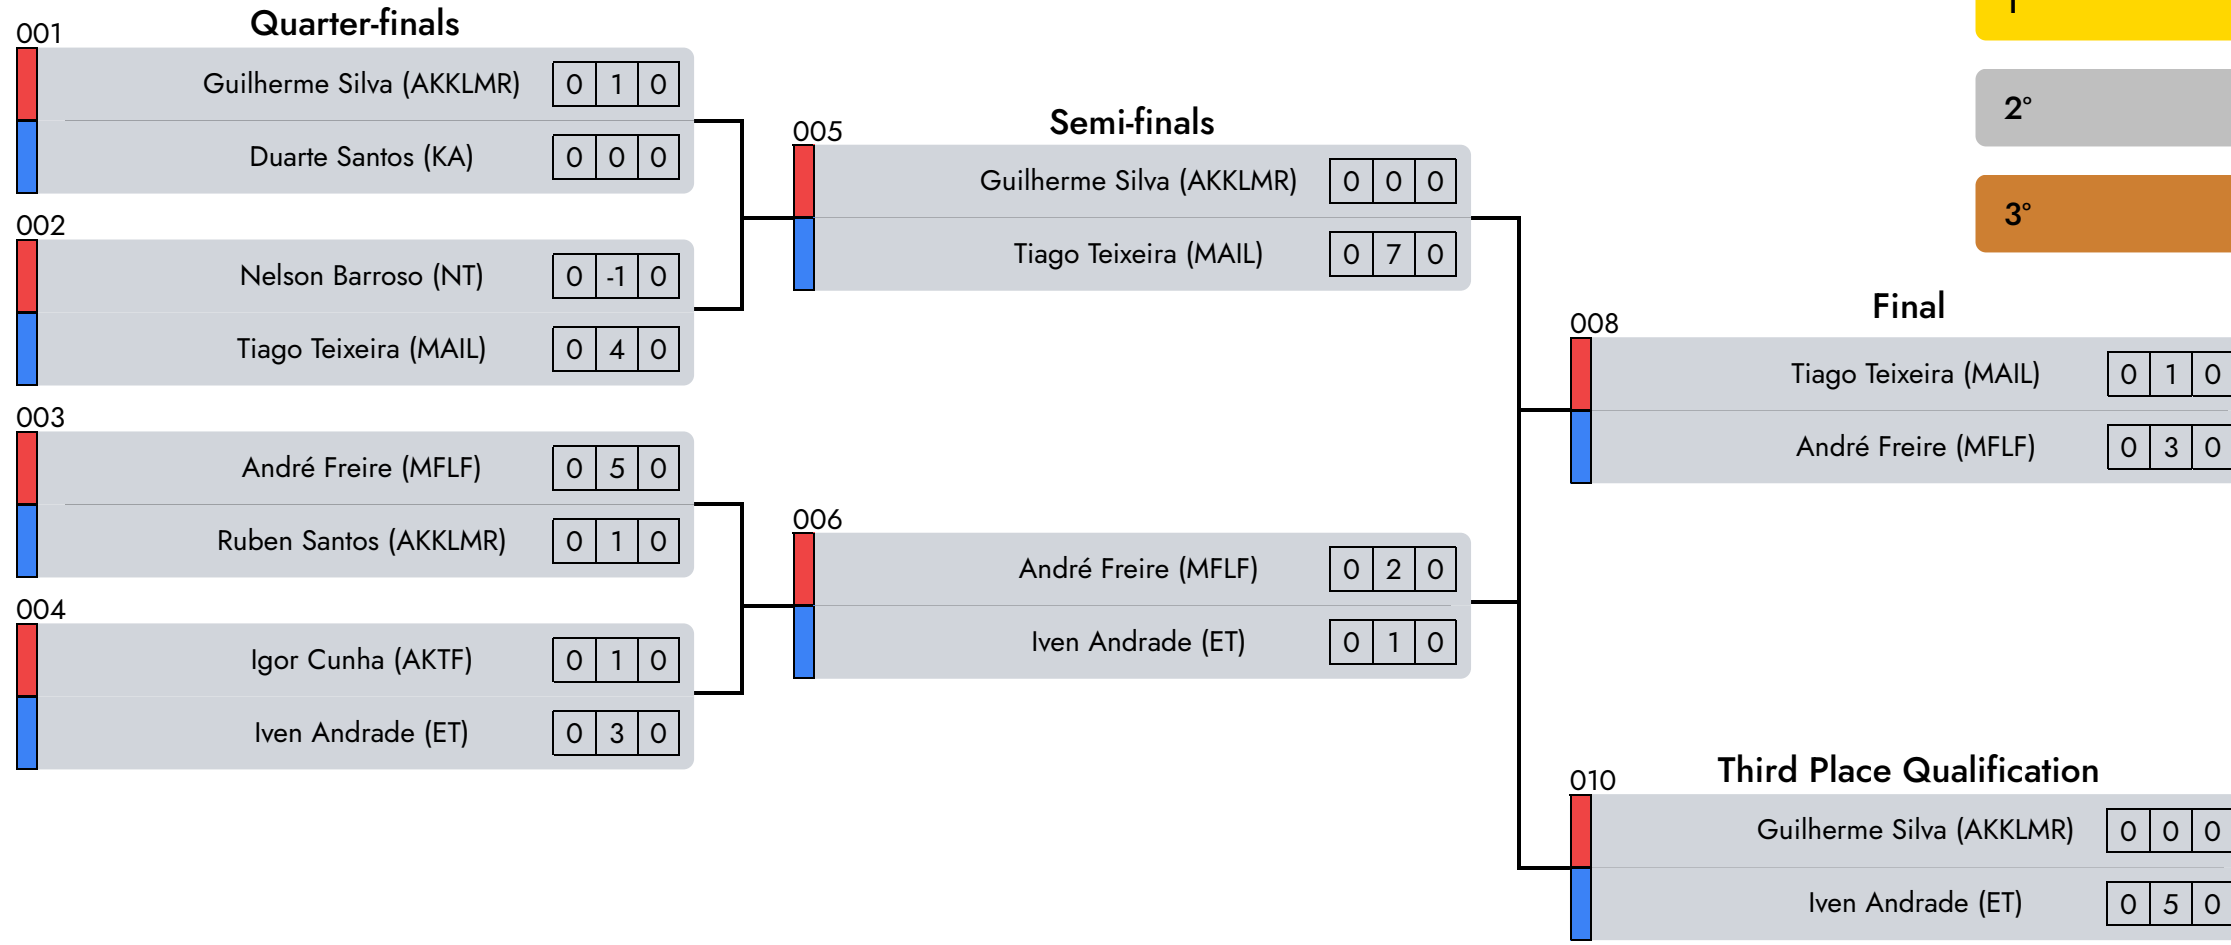 Quarter-finals
001
Guilherme Silva (AKKLMR) 0 1 0
Duarte Santos (KA) 0 0 0
002
Nelson Barroso (NT) 0 -1 0
Tiago Teixeira (MAIL) 0 4 0
003
André Freire (MFLF) 0 5 0
Ruben Santos (AKKLMR) 0 1 0
004
Igor Cunha (AKTF) 0 1 0
Iven Andrade (ET) 0 3 0
Semi-finals
005
Guilherme Silva (AKKLMR) 0 0 0
Tiago Teixeira (MAIL) 0 7 0
006
André Freire (MFLF) 0 2 0
Iven Andrade (ET) 0 1 0
2°
3°
Final
008
Tiago Teixeira (MAIL) 0 1 0
André Freire (MFLF) 0 3 0
Third Place Qualification
010
Guilherme Silva (AKKLMR) 0 0 0
Iven Andrade (ET) 0 5 0